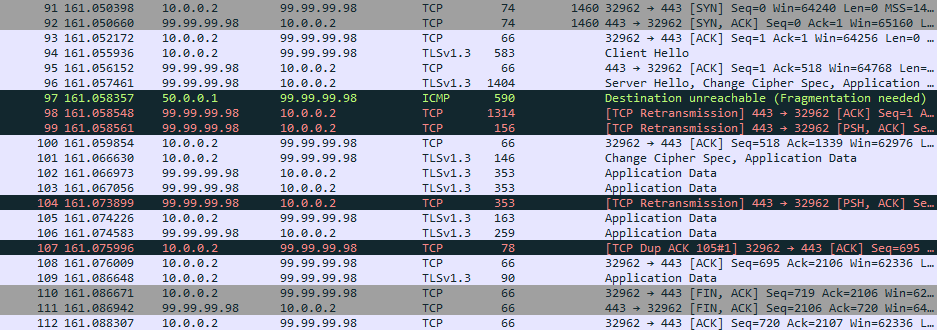 91 161.050398 10.0.0.2 99.99.99.98 TCP 74 1460 32962 → 443 [SYN] Seq=0 Win=64240 Len=0 MSS=14…
92 161.050660 99.99.99.98 10.0.0.2 TCP 74 1460 443 → 32962 [SYN, ACK] Seq=0 Ack=1 Win=65160 L…
93 161.052172 10.0.0.2 99.99.99.98 TCP 66 32962 → 443 [ACK] Seq=1 Ack=1 Win=64256 Len=0 …
94 161.055936 10.0.0.2 99.99.99.98 TLSv1.3 583 Client Hello
95 161.056152 99.99.99.98 10.0.0.2 TCP 66 443 → 32962 [ACK] Seq=1 Ack=518 Win=64768 Len=…
96 161.057461 99.99.99.98 10.0.0.2 TLSv1.3 1404 Server Hello, Change Cipher Spec, Application …
97 161.058357 50.0.0.1 99.99.99.98 ICMP 590 Destination unreachable (Fragmentation needed)
98 161.058548 99.99.99.98 10.0.0.2 TCP 1314 [TCP Retransmission] 443 → 32962 [ACK] Seq=1 A…
99 161.058561 99.99.99.98 10.0.0.2 TCP 156 [TCP Retransmission] 443 → 32962 [PSH, ACK] Se…
100 161.059854 10.0.0.2 99.99.99.98 TCP 66 32962 → 443 [ACK] Seq=518 Ack=1339 Win=62976 L…
101 161.066630 10.0.0.2 99.99.99.98 TLSv1.3 146 Change Cipher Spec, Application Data
102 161.066973 99.99.99.98 10.0.0.2 TLSv1.3 353 Application Data
103 161.067056 99.99.99.98 10.0.0.2 TLSv1.3 353 Application Data
104 161.073899 99.99.99.98 10.0.0.2 TCP 353 [TCP Retransmission] 443 → 32962 [PSH, ACK] Se…
105 161.074226 10.0.0.2 99.99.99.98 TLSv1.3 163 Application Data
106 161.074583 99.99.99.98 10.0.0.2 TLSv1.3 259 Application Data
107 161.075996 10.0.0.2 99.99.99.98 TCP 78 [TCP Dup ACK 105#1] 32962 → 443 [ACK] Seq=695 …
108 161.076009 10.0.0.2 99.99.99.98 TCP 66 32962 → 443 [ACK] Seq=695 Ack=2106 Win=62336 L…
109 161.086648 10.0.0.2 99.99.99.98 TLSv1.3 90 Application Data
110 161.086671 10.0.0.2 99.99.99.98 TCP 66 32962 → 443 [FIN, ACK] Seq=719 Ack=2106 Win=62…
111 161.086942 99.99.99.98 10.0.0.2 TCP 66 443 → 32962 [FIN, ACK] Seq=2106 Ack=720 Win=64…
112 161.088307 10.0.0.2 99.99.99.98 TCP 66 32962 → 443 [ACK] Seq=720 Ack=2107 Win=62336 L…